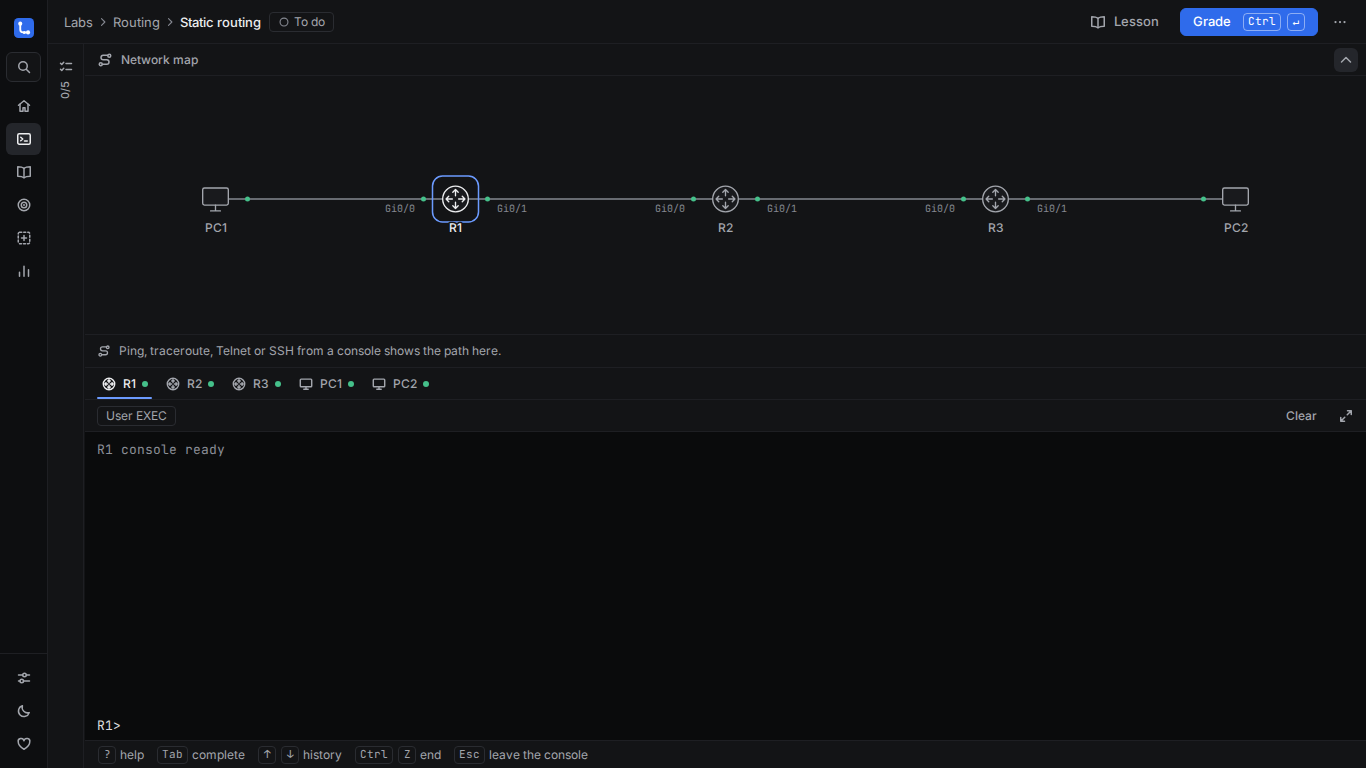 Labs > Routing > Static routing To do Lesson Grade Ctrl ↵
0/5
Network map
Gi0/0 Gi0/1 Gi0/0 Gi0/1 Gi0/0 Gi0/1
PC1 R1 R2 R3 PC2
Ping, traceroute, Telnet or SSH from a console shows the path here.
R1 R2 R3 PC1 PC2
User EXEC Clear
R1 console ready
R1>
? help Tab complete ↑ ↓ history Ctrl Z end Esc leave the console